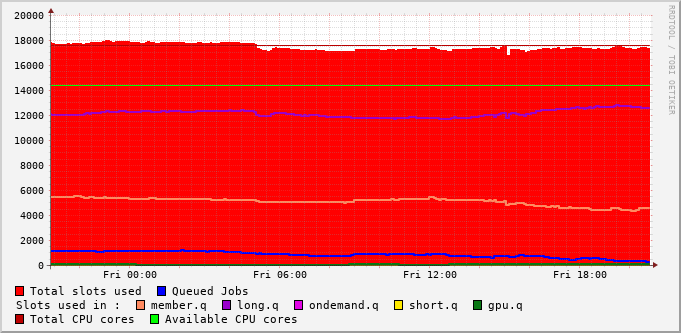 20000
18000
16000
14000
12000
10000
8000
6000
4000
2000
0
Fri 00:00 Fri 06:00 Fri 12:00 Fri 18:00
RRDTOOL / TOBI OETIKER
Total slots used Queued Jobs
Slots used in : member.q long.q ondemand.q short.q gpu.q
Total CPU cores Available CPU cores